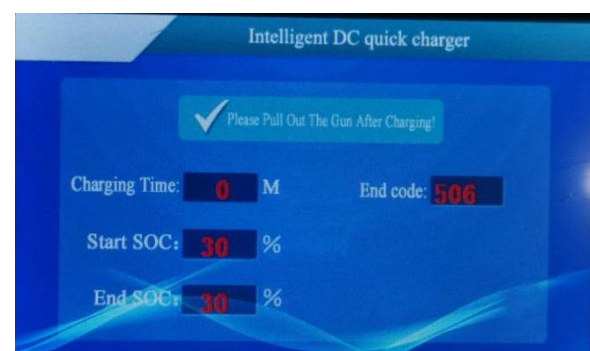 Intelligent DC quick charger
Please Pull Out The Gun After Charging!
Charging Time: 0 M
End code: 506
Start SOC: 30 %
End SOC: 30 %